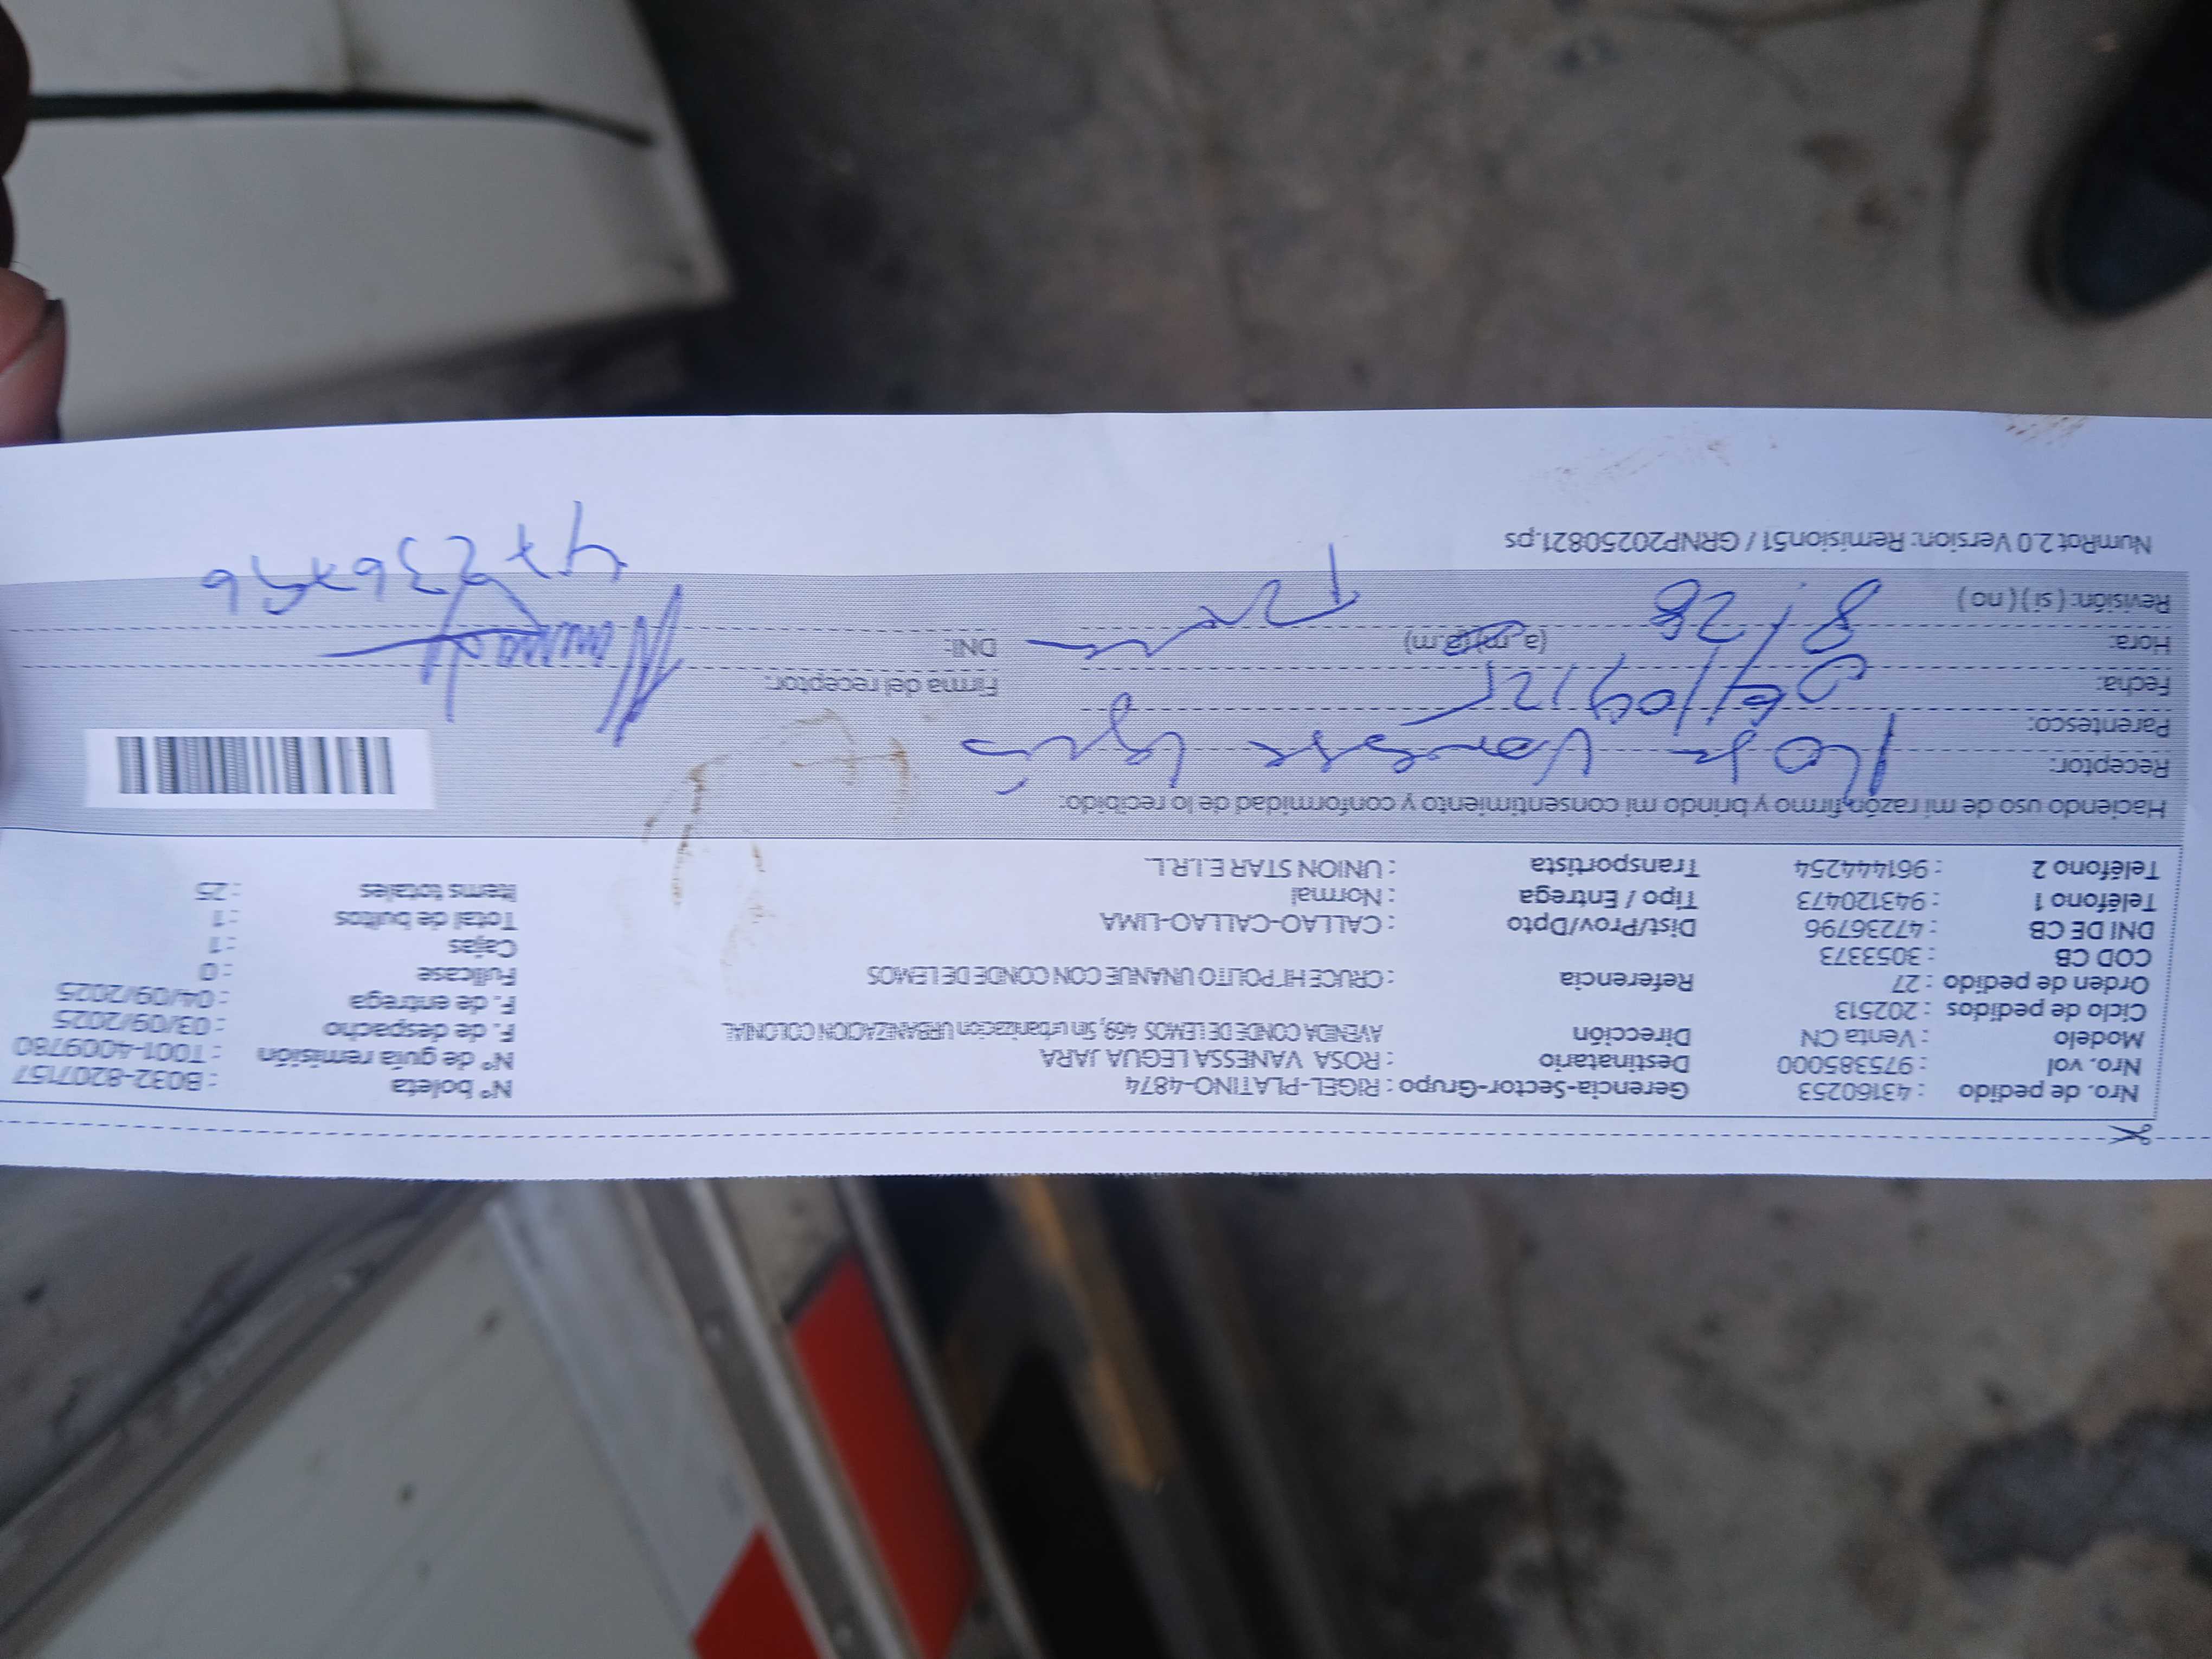 Nro. de pedido : 43160253 Gerencia-Sector-Grupo : RIGEL-PLATINO-4874 N° boleta : B032-8207157
Nro. vol : 975385000 Destinatario : ROSA VANESSA LEGUA JARA N° de guía remisión : T001-4009780
Modelo : Venta CN Dirección AVENIDA CONDE DE LEMOS 469, Sin urbanizacion URBANIZACION COLONIAL F. de despacho : 03/09/2025
Ciclo de pedidos : 202513 F. de entrega : 04/09/2025
Orden de pedido : 27 Referencia : CRUCE HIPOLITO UNANUE CON CONDE DE LEMOS Fullcase : 0
COD CB : 3053373 Cajas : 1
DNI DE CB : 47236796 Dist/Prov/Dpto : CALLAO-CALLAO-LIMA Total de bultos : 1
Teléfono 1 : 943120473 Tipo / Entrega : Normal Items totales : 25
Teléfono 2 : 961444254 Transportista : UNION STAR E.I.R.L.
Haciendo uso de mi razón firmo y brindo mi consentimiento y conformidad de lo recibido:
Receptor: Rosa Vanessa
Parentesco:
Fecha: 04/09/25 Firma del receptor:
Hora: 8:28 (a.m) (p.m) DNI:
Revisión: ( si ) ( no ) 47236796
NumRot 2.0 Version: Remision51 / GRNP20250821.ps